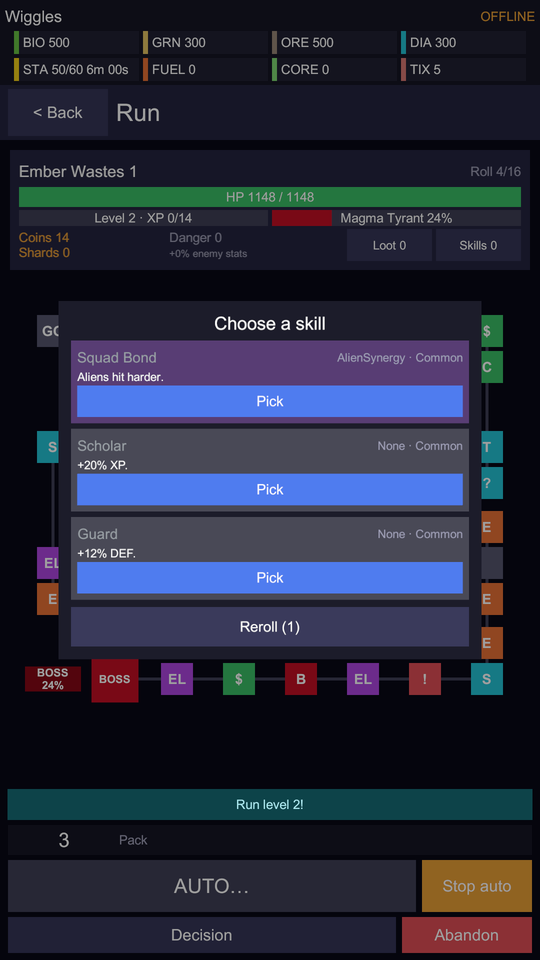 Wiggles
OFFLINE
BIO 500
GRN 300
ORE 500
DIA 300
STA 50/60 6m 00s
FUEL 0
CORE 0
TIX 5
< Back
Run
Ember Wastes 1
Roll 4/16
HP 1148 / 1148
Level 2 · XP 0/14
Magma Tyrant 24%
Coins 14
Shards 0
Danger 0
+0% enemy stats
Loot 0
Skills 0
Choose a skill
Squad Bond
AlienSynergy · Common
Aliens hit harder.
Pick
Scholar
None · Common
+20% XP.
Pick
Guard
None · Common
+12% DEF.
Pick
Reroll (1)
$
C
S
T
?
E
EL
E
E
E
BOSS
24%
BOSS
EL
$
B
EL
!
S
Run level 2!
3
Pack
AUTO...
Stop auto
Decision
Abandon